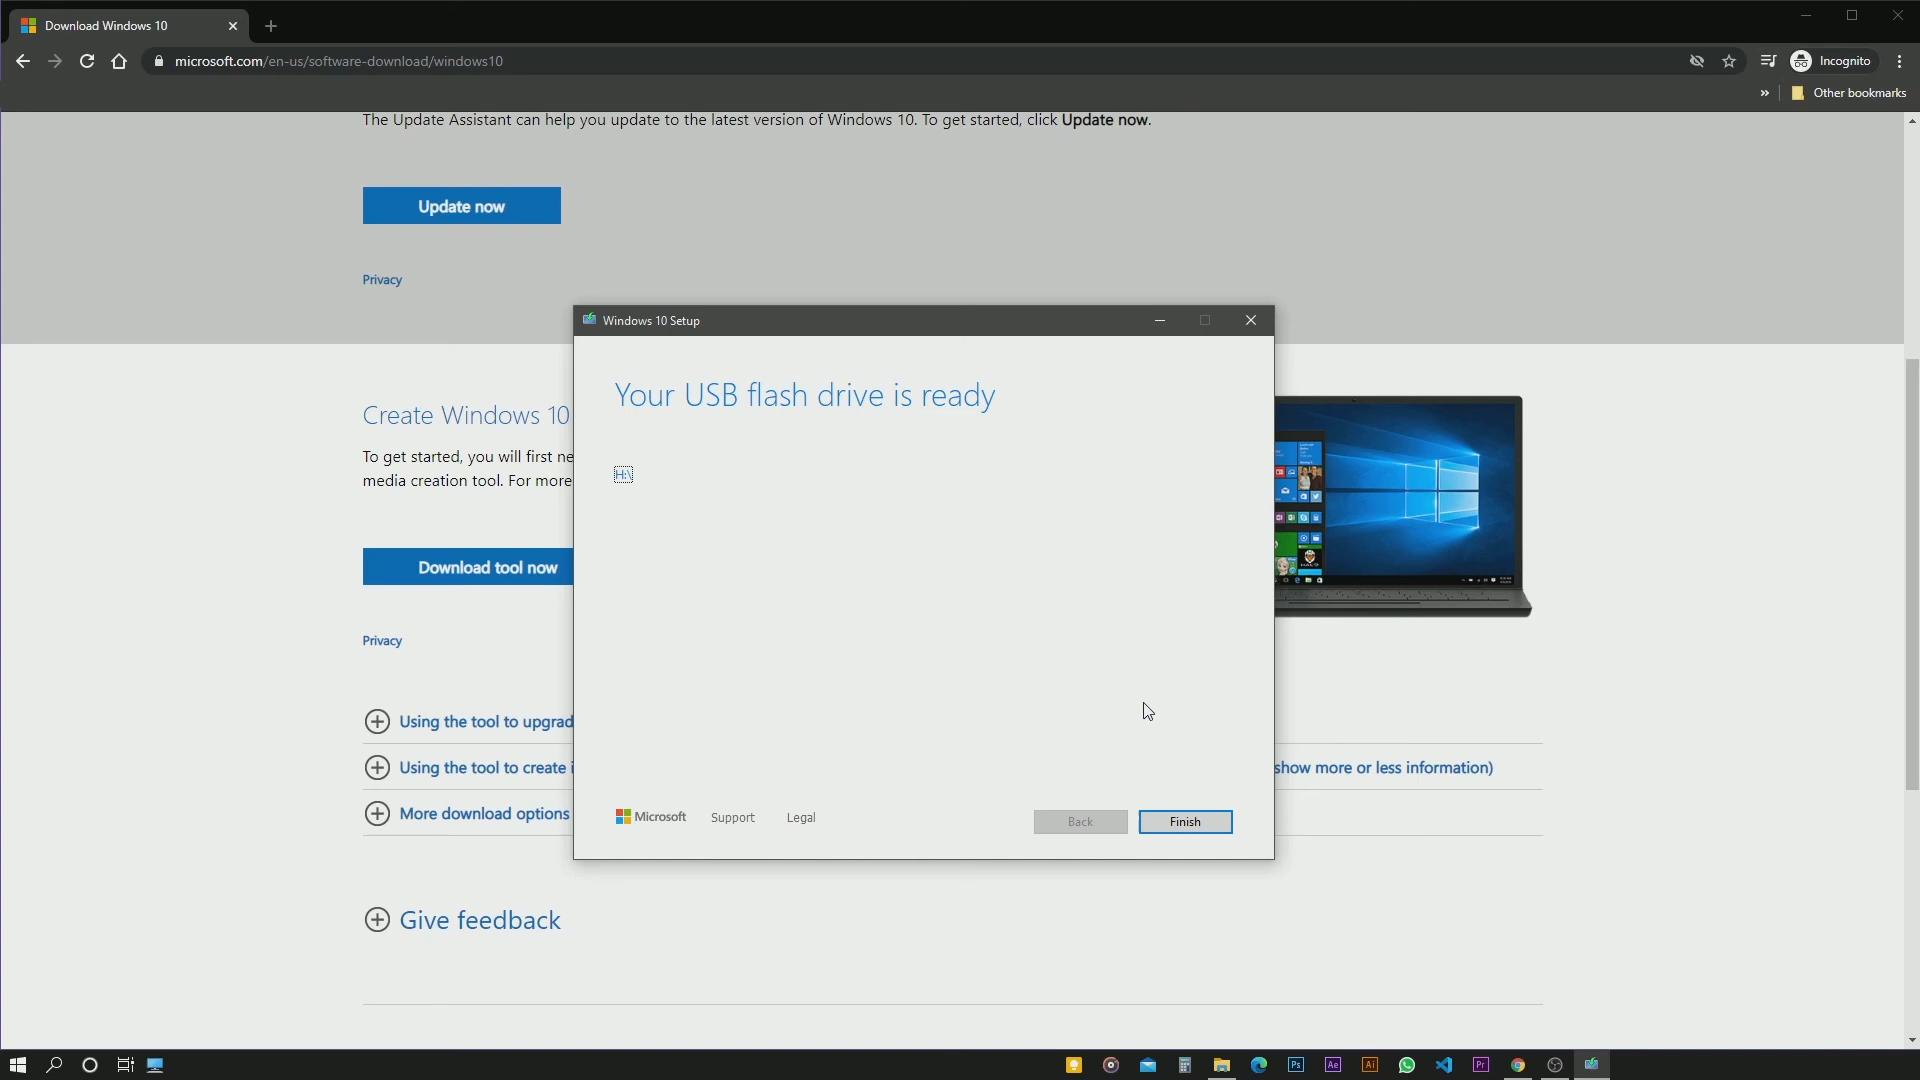 Download Windows 10
microsoft.com/en-us/software-download/windows10
Incognito
Other bookmarks
The Update Assistant can help you update to the latest version of Windows 10. To get started, click Update now.
Update now
Privacy
Windows 10 Setup
Your USB flash drive is ready
H:\
Create Windows 10
To get started, you will first ne
media creation tool. For more
Download tool now
Privacy
Using the tool to upgrad
Using the tool to create i
show more or less information)
More download options
Microsoft
Support
Legal
Back
Finish
Give feedback
Ps
Ae
Ai
Pr